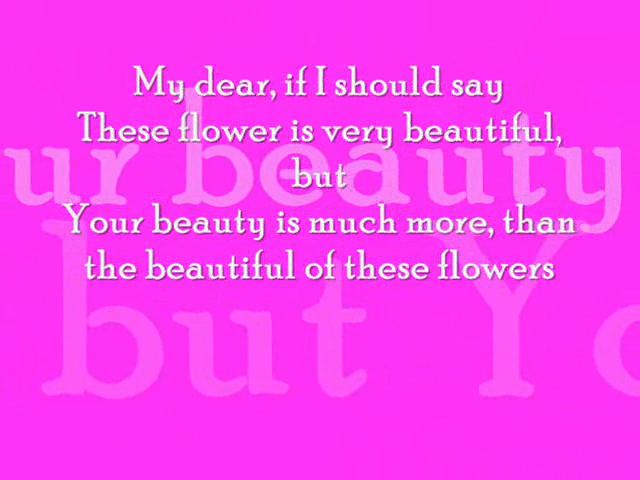 My dear, if I should say
These flower is very beautiful,
but
Your beauty is much more, than
the beautiful of these flowers
ur beauty
but Yo